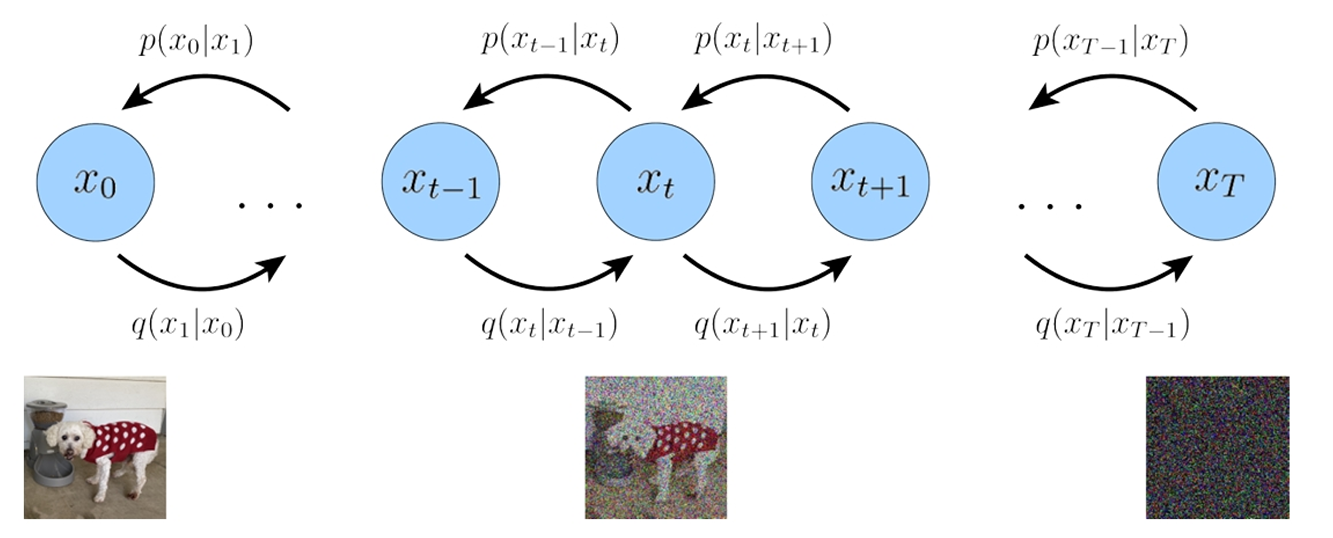 p(x_0|x_1) p(x_{t−1}|x_t) p(x_t|x_{t+1}) p(x_{T−1}|x_T)
x_0 ... x_{t−1} x_t x_{t+1} ... x_T
q(x_1|x_0) q(x_t|x_{t−1}) q(x_{t+1}|x_t) q(x_T|x_{T−1})